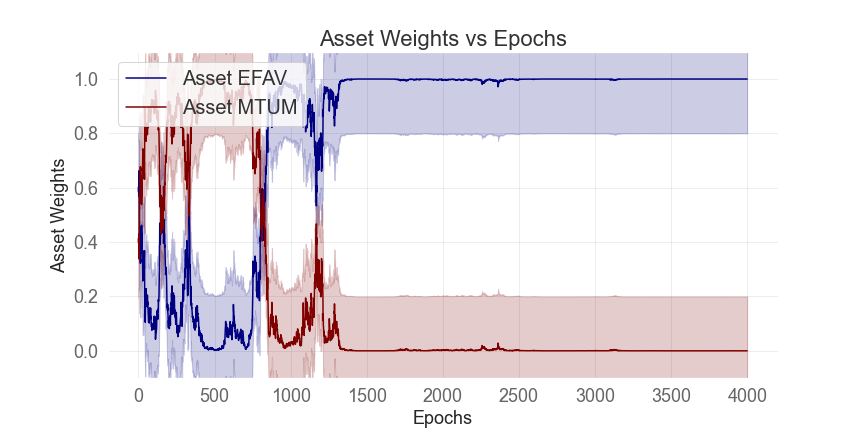 Asset Weights vs Epochs
Asset EFAV
Asset MTUM
Asset Weights
1.0
0.8
0.6
0.4
0.2
0.0
0 500 1000 1500 2000 2500 3000 3500 4000
Epochs